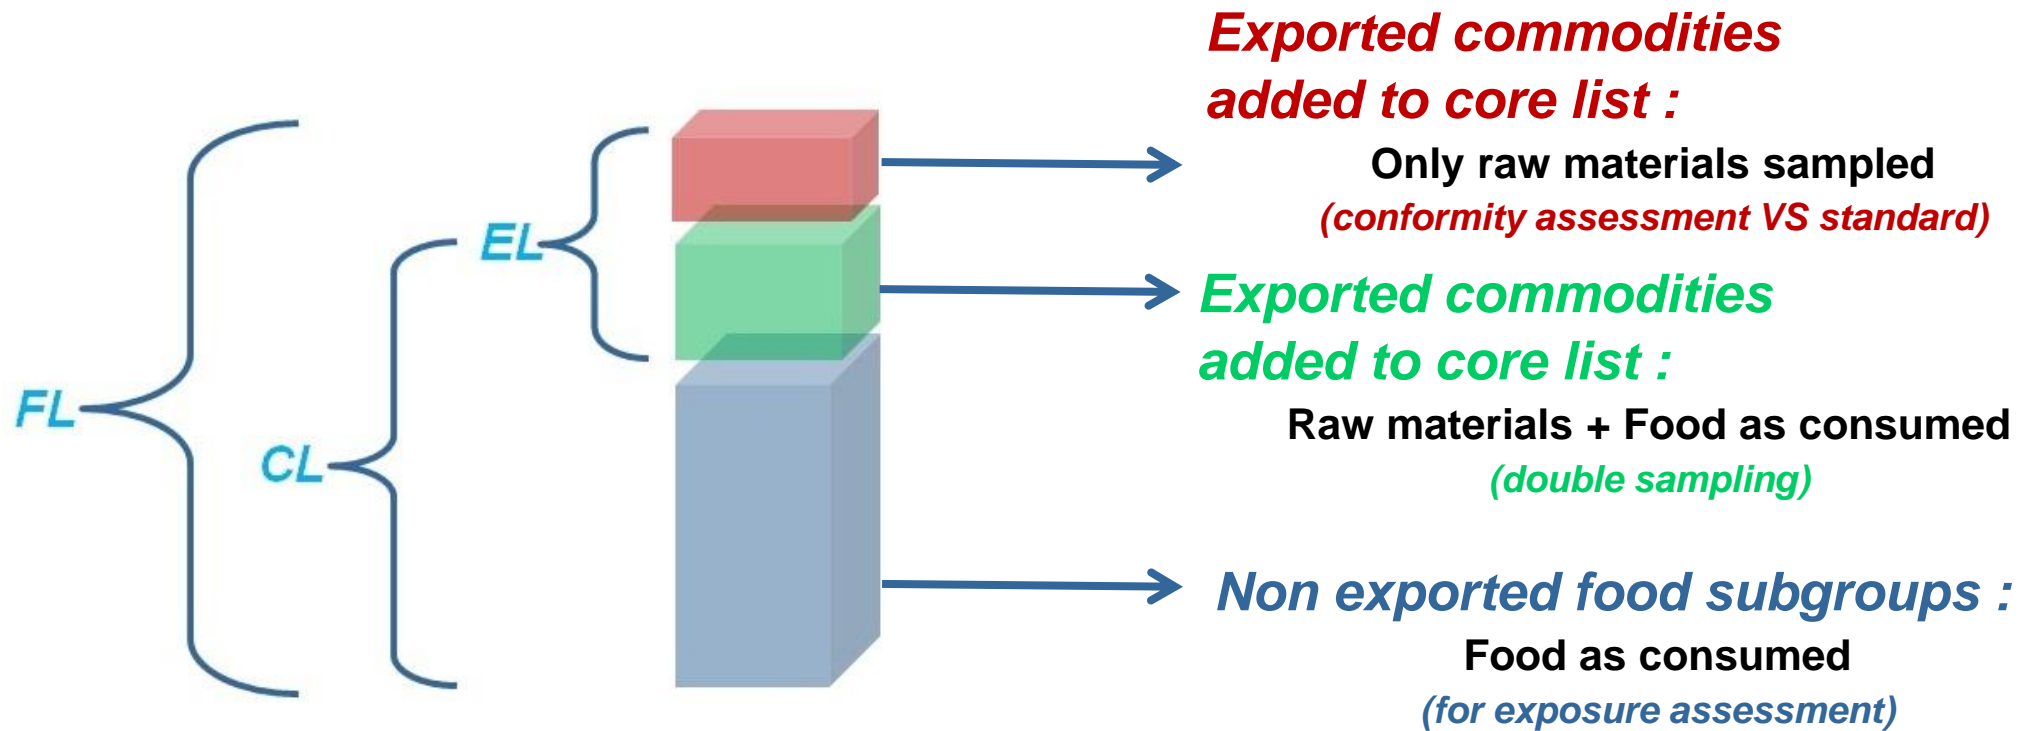 Exported commodities
added to core list :
Only raw materials sampled
(conformity assessment VS standard)
EL
Exported commodities
added to core list :
FL
Raw materials + Food as consumed
CL
(double sampling)
Non exported food subgroups :
Food as consumed
(for exposure assessment)